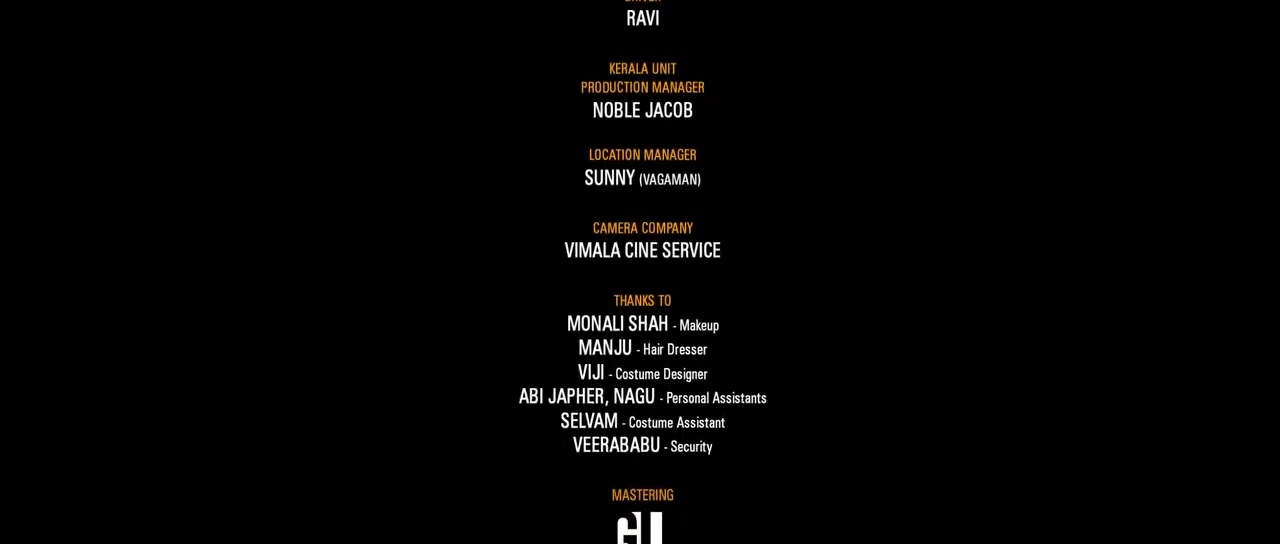 RAVI
KERALA UNIT
PRODUCTION MANAGER
NOBLE JACOB
LOCATION MANAGER
SUNNY (VAGAMAN)
CAMERA COMPANY
VIMALA CINE SERVICE
THANKS TO
MONALI SHAH - Makeup
MANJU - Hair Dresser
VIJI - Costume Designer
ABI JAPHER, NAGU - Personal Assistants
SELVAM - Costume Assistant
VEERABABU - Security
MASTERING